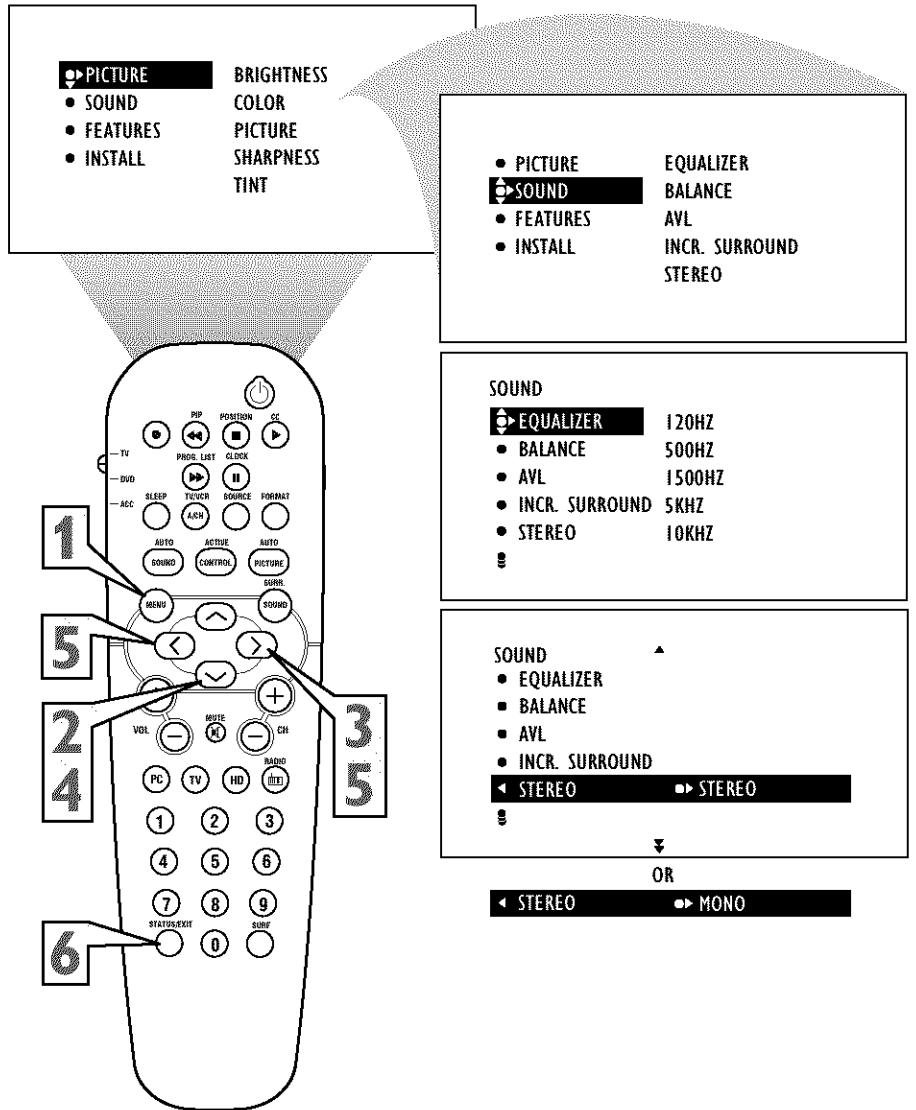 PICTURE BRIGHTNESS
SOUND COLOR
FEATURES PICTURE
INSTALL SHARPNESS
TINT
PICTURE EQUALIZER
SOUND BALANCE
FEATURES AVL
INSTALL INCR. SURROUND
STEREO
SOUND
EQUALIZER 120HZ
BALANCE 500HZ
AVL 1500HZ
INCR. SURROUND 5KHZ
STEREO 10KHZ
SOUND
EQUALIZER
BALANCE
AVL
INCR. SURROUND
STEREO STEREO
OR
STEREO MONO
PIP POSITION CC
TV
PROG. LIST CLOCK
DVD
ACC
SLEEP TV/VCR SOURCE FORMAT
A/CH
AUTO ACTIVE AUTO
SOUND CONTROL PICTURE
SURR.
MENU SOUND
1
5
2
4
3
5
6
MUTE
VOL CH
RADIO
PC TV HD
1 2 3
4 5 6
7 8 9
STATUS/EXIT SURF
0